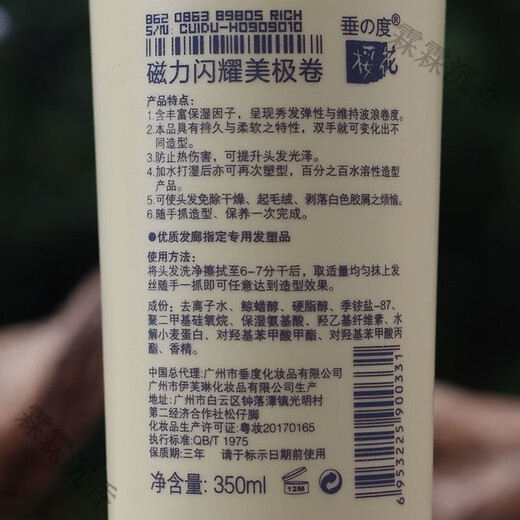 862 0863 89805 RICH
S/N: CUIDU-H0909010
垂の度®
樱花
磁力闪耀美极卷
产品特点:
1.含丰富保湿因子，呈现秀发弹性与维持波浪卷度。
2.本品具有持久与柔软之特性，双手就可变化出不
同造型。
3.防止热伤害，可提升头发光泽。
4.加水打湿后亦可再次塑型，百分之百水溶性造型
产品。
5.可使头发免除干燥、起毛绒、剥落白色胶屑之烦恼。
6.随手抓造型、保养一次完成。
●优质发廊指定专用发塑品
使用方法:
将头发洗净擦拭至6-7分干后，取适量均匀抹上发
丝随手一抓即可任意达到造型效果。
成份: 去离子水、鲸蜡醇、硬脂醇、季铵盐-87、
聚二甲基硅氧烷、保湿氨基酸、羟乙基纤维素、水
解小麦蛋白、对羟基苯甲酸甲酯、对羟基苯甲酸丙
酯、香精。
中国总代理: 广州市垂度化妆品有限公司
广州市伊芙琳化妆品有限公司生产
地址: 广州市白云区钟落潭镇光明村
第二经济合作社松仔脚
化妆品生产许可证: 粤妆20170165
执行标准: QB/T 1975
保质期: 三年 请于标示日期前使用
净含量: 350ml
12M
6953225900331
霖霖沉香
霖霖沉香
霖霖沉香